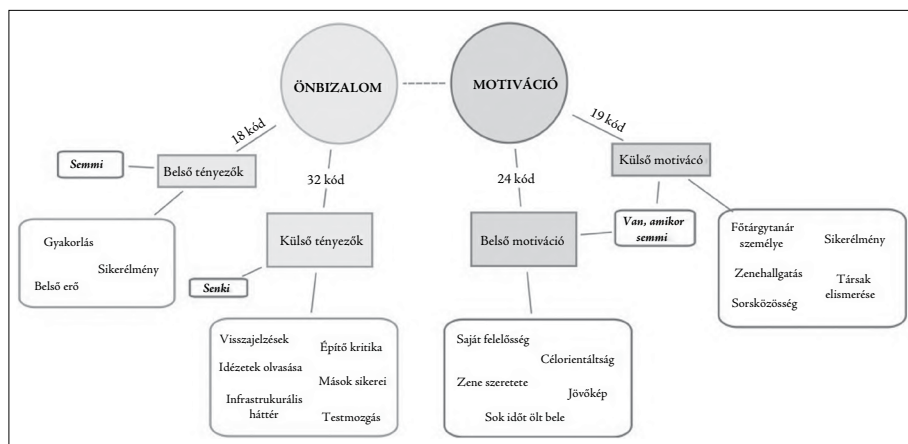 ÖNBIZALOM
MOTIVÁCIÓ
18 kód
32 kód
24 kód
19 kód
Semmi
Belső tényezők
Gyakorlás
Sikerélmény
Belső erő
Külső tényezők
Senki
Visszajelzések
Építő kritika
Idézetek olvasása
Mások sikerei
Infrastrukurális
háttér
Testmozgás
Belső motiváció
Van, amikor
semmi
Saját felelősség
Célorientáltság
Zene szeretete
Jövőkép
Sok időt ölt bele
Külső motivácó
Főtárgytanár
személye
Sikerélmény
Zenehallgatás
Társak
elismerése
Sorsközösség